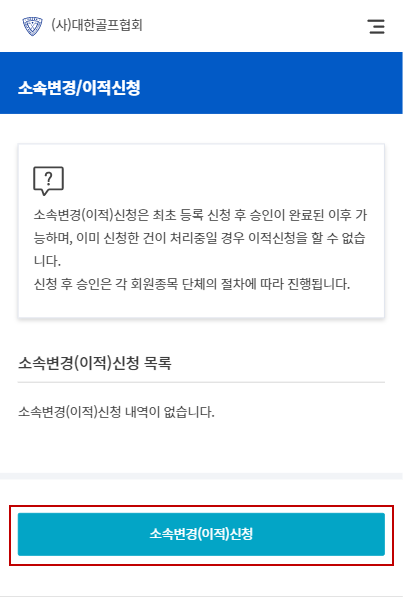 (사)대한골프협회
소속변경/이적신청
?
소속변경(이적)신청은 최초 등록 신청 후 승인이 완료된 이후 가
능하며, 이미 신청한 건이 처리중일 경우 이적신청을 할 수 없습
니다.
신청 후 승인은 각 회원종목 단체의 절차에 따라 진행됩니다.
소속변경(이적)신청 목록
소속변경(이적)신청 내역이 없습니다.
소속변경(이적)신청